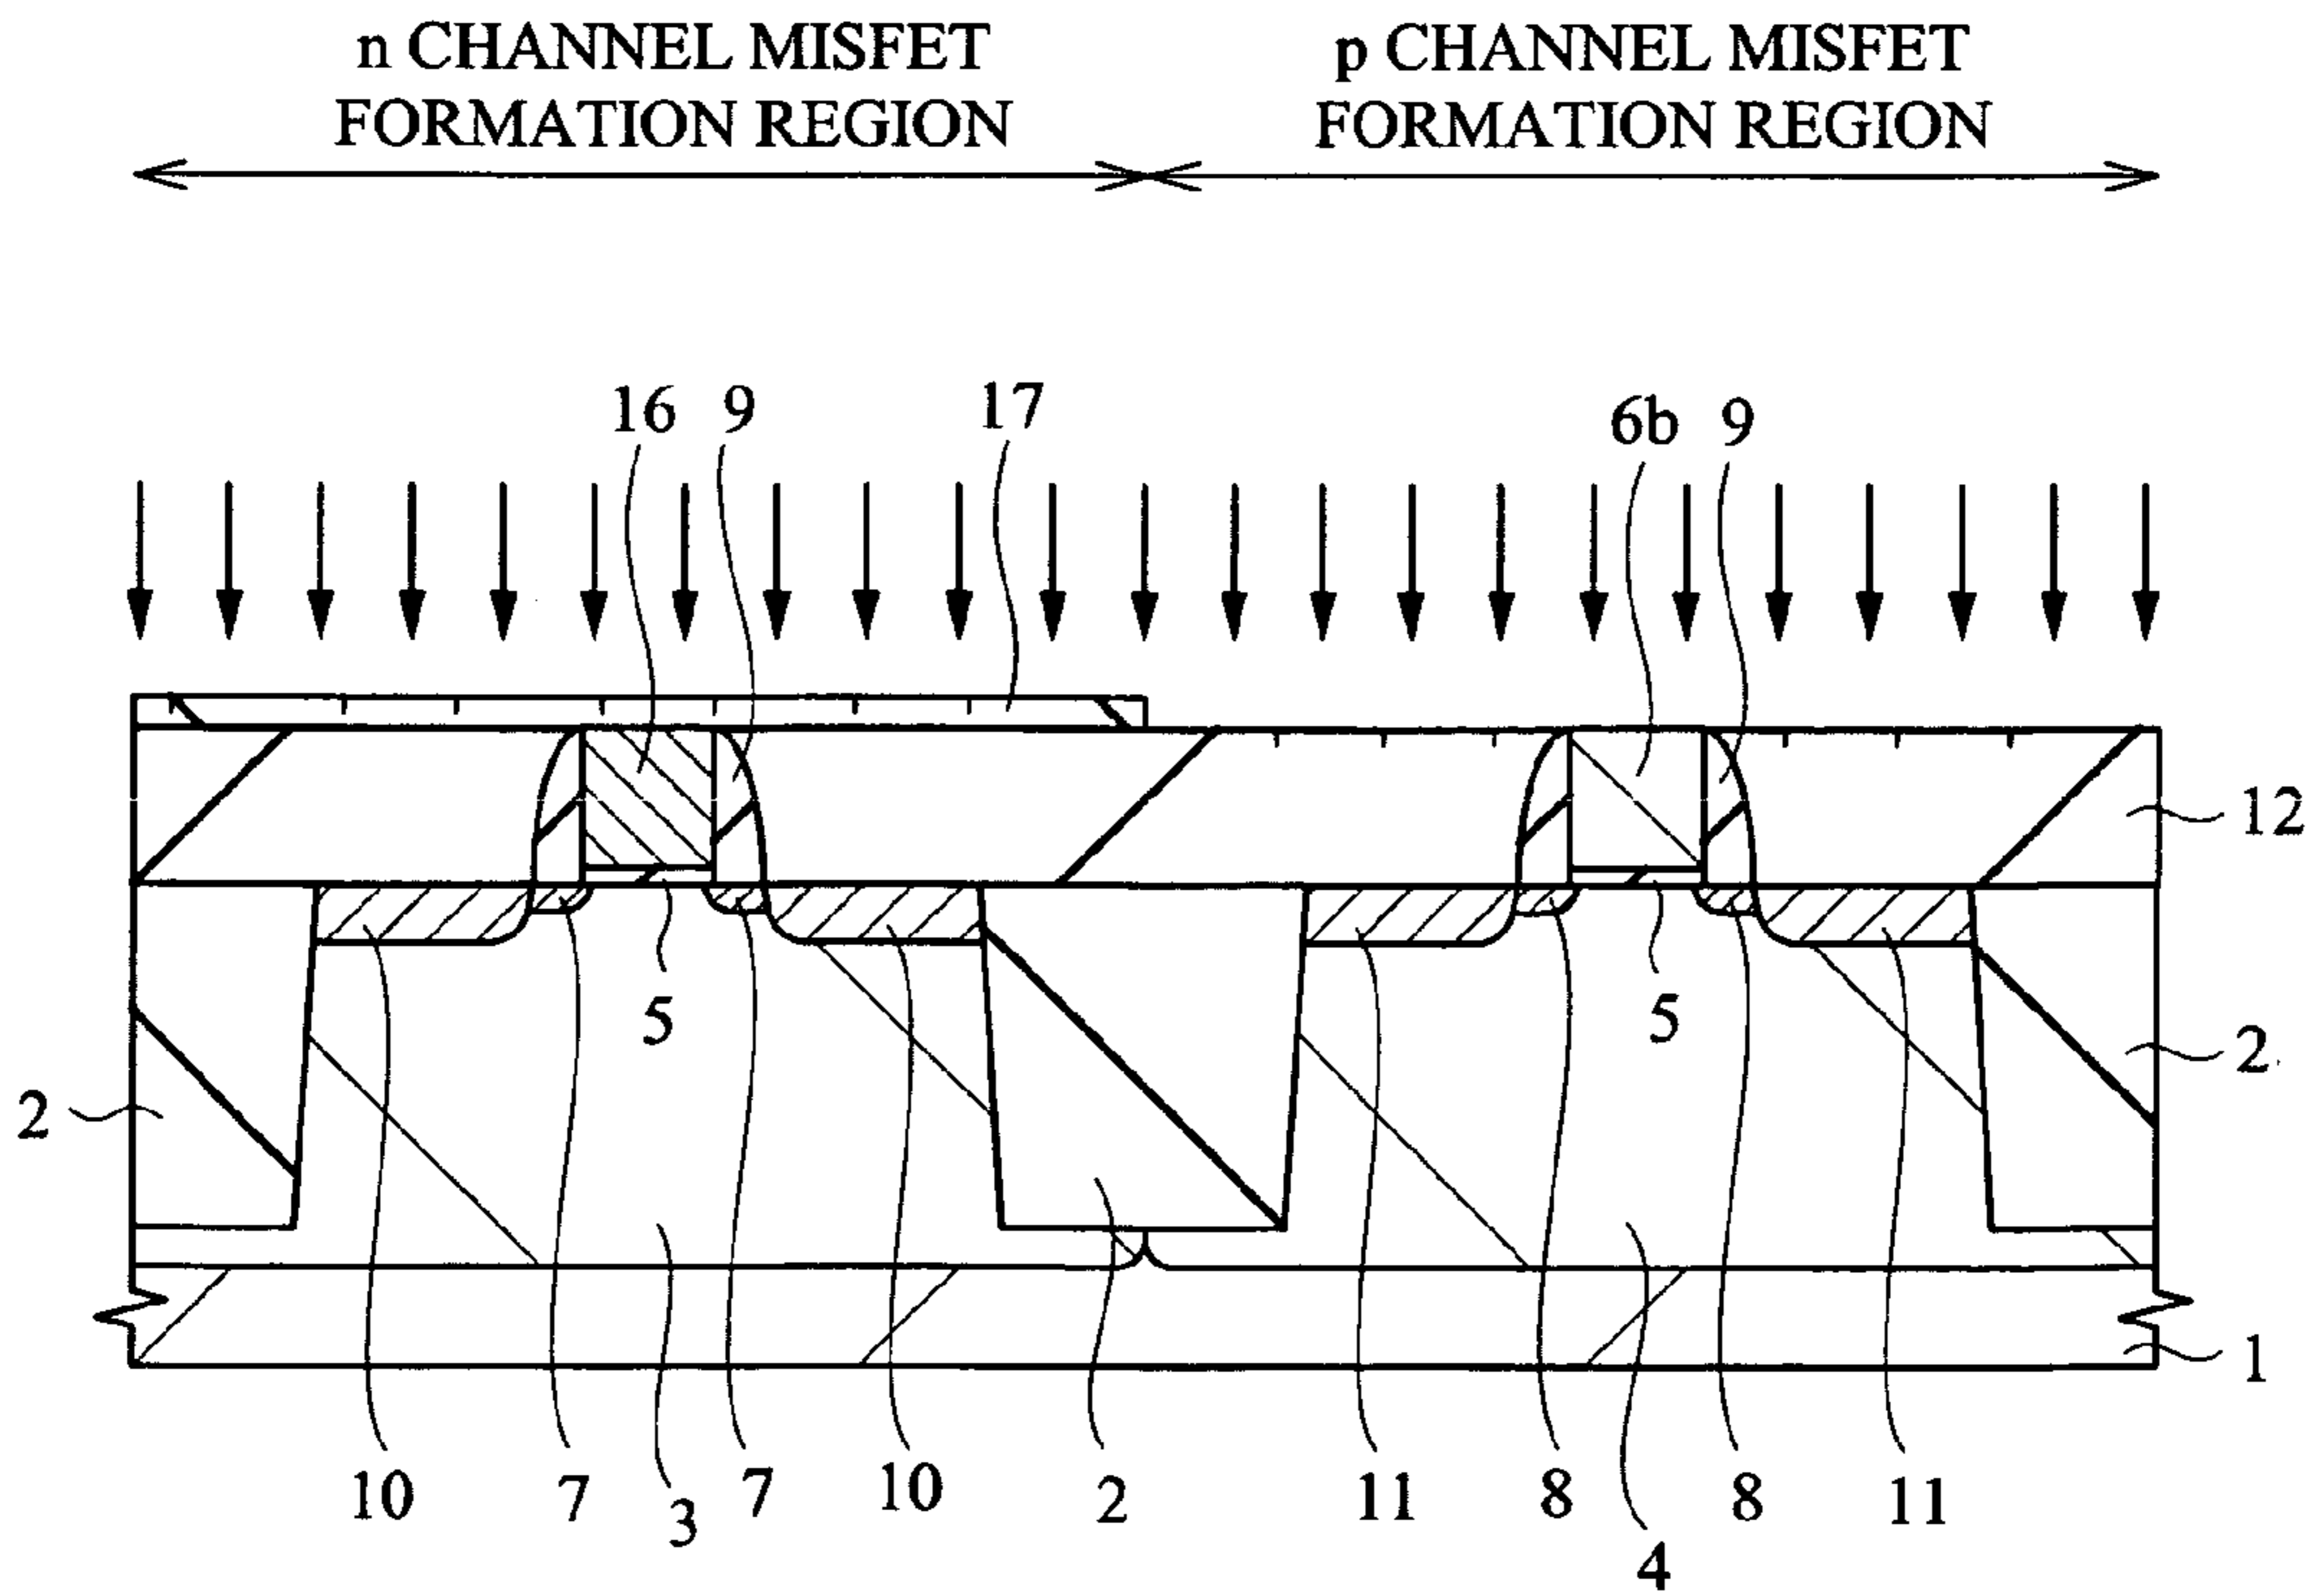 n CHANNEL MISFET
FORMATION REGION
p CHANNEL MISFET
FORMATION REGION
16 9 17 6b 9
12
5 5
2
2
1
10 7 3 7 10 2 11 8 4 8 11